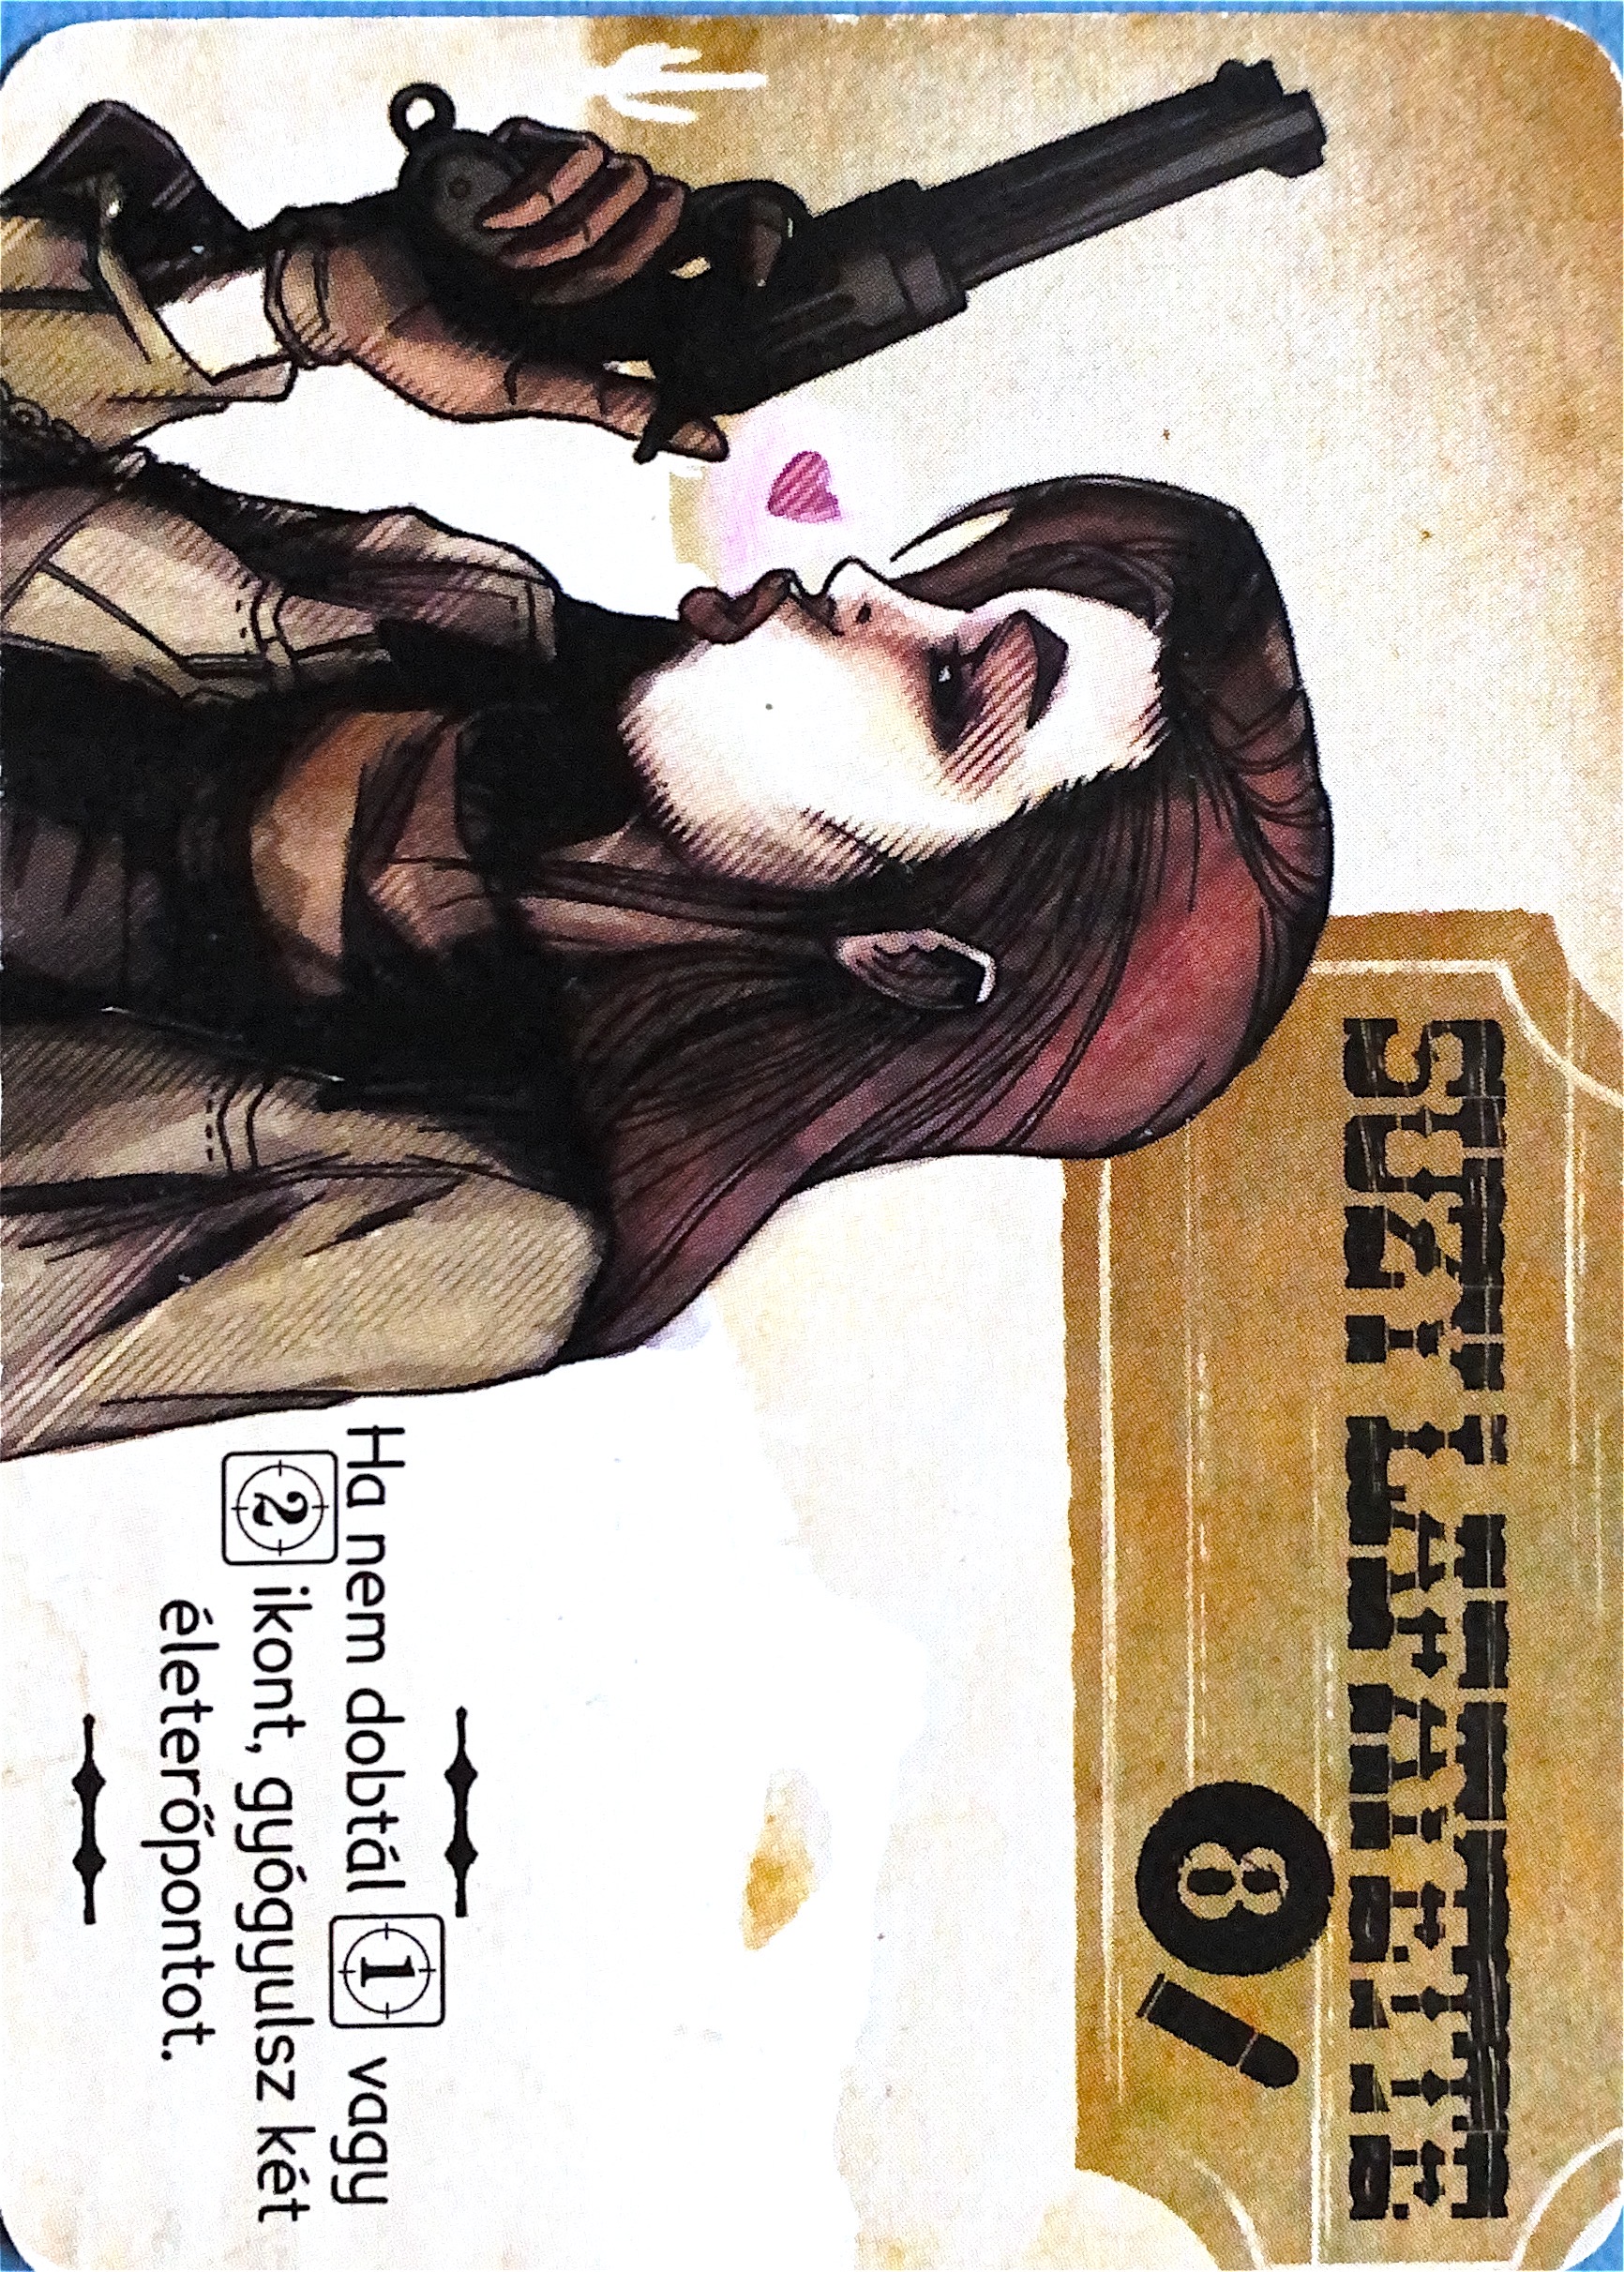 SUZY LAFAYETTE
8
Ha nem dobtál 1 vagy
2 ikont, gyógyulsz két
életerőpontot.